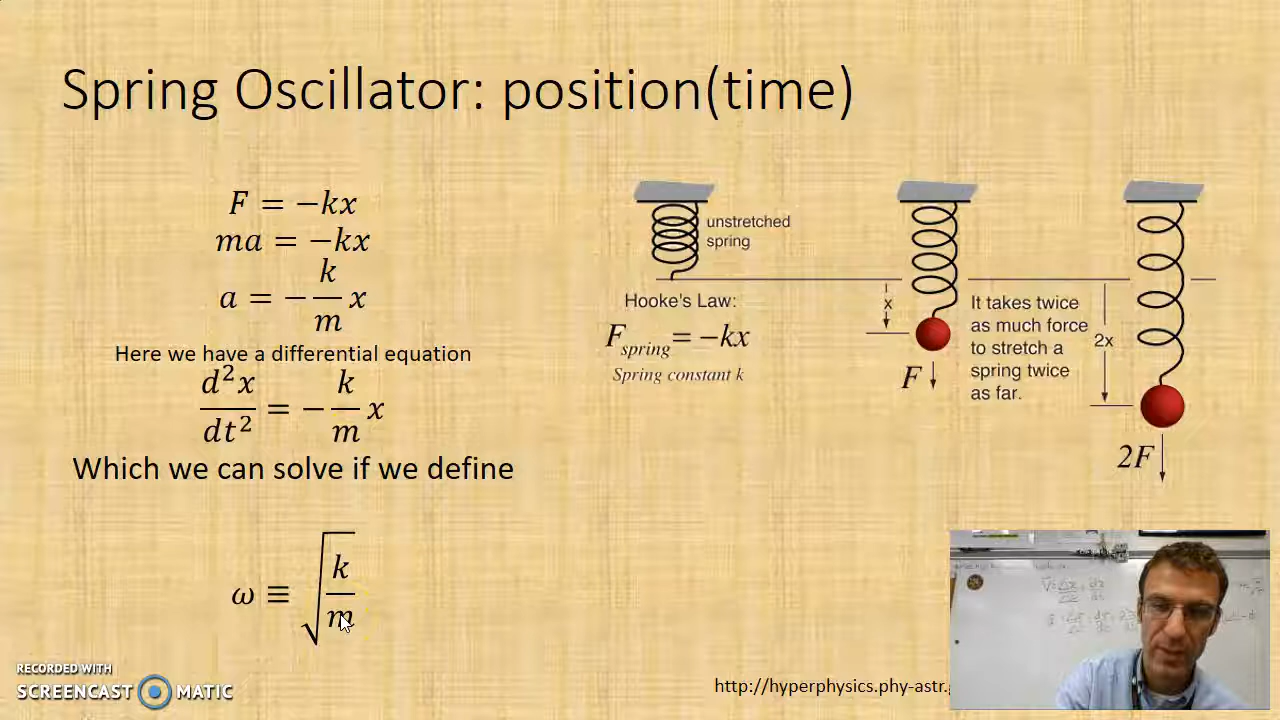 Spring Oscillator: position(time)
F = −kx
ma = −kx
a = −k/m x
Here we have a differential equation
d²x/dt² = −k/m x
Which we can solve if we define
ω ≡ √(k/m)
unstretched
spring
Hooke's Law:
F_spring = −kx
Spring constant k
x
F
It takes twice
as much force
to stretch a
spring twice
as far.
2x
2F
http://hyperphysics.phy-astr.
RECORDED WITH
SCREENCAST MATIC